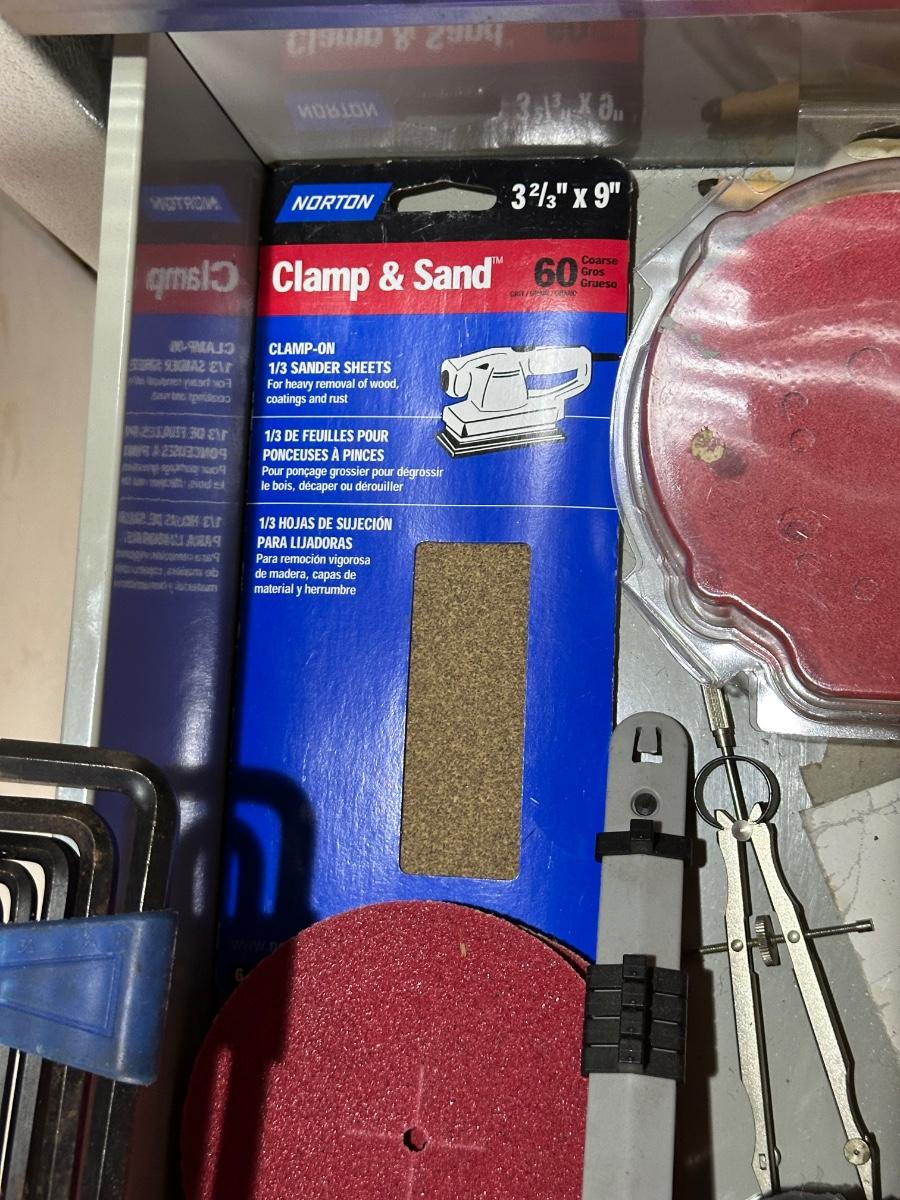 NORTON
3 2/3" x 9"
Clamp & Sand™
60
Coarse
Gros
Grueso
GRIT / GRAIN / GRANO
CLAMP-ON
1/3 SANDER SHEETS
For heavy removal of wood,
coatings and rust
1/3 DE FEUILLES POUR
PONCEUSES À PINCES
Pour ponçage grossier pour dégrossir
le bois, décaper ou dérouiller
1/3 HOJAS DE SUJECIÓN
PARA LIJADORAS
Para remoción vigorosa
de madera, capas de
material y herrumbre